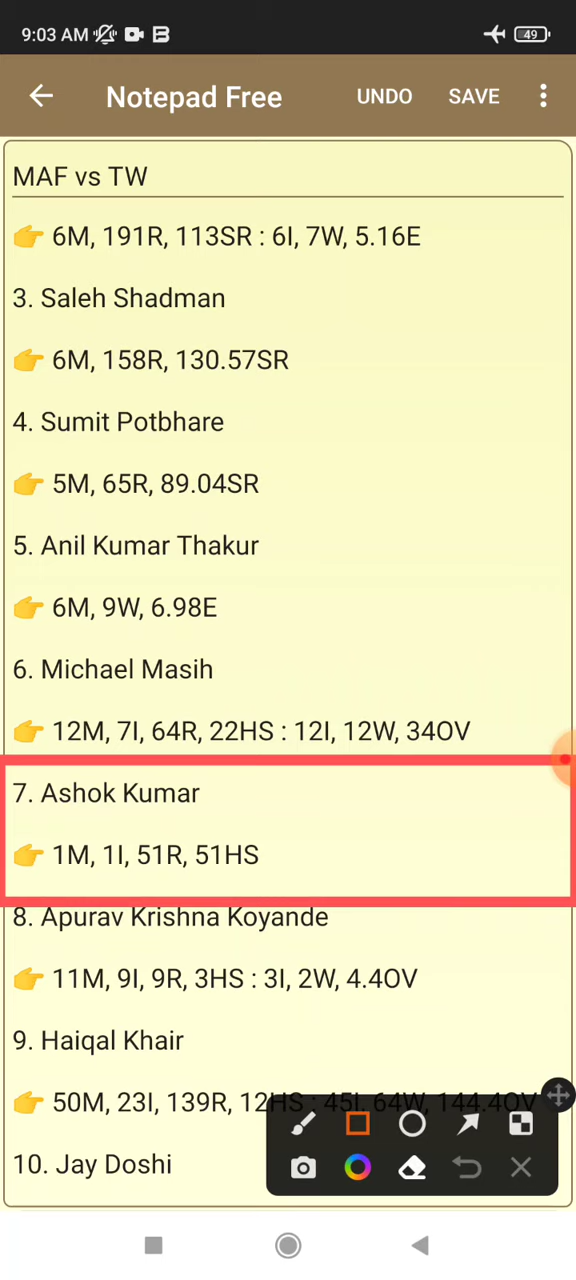 9:03 AM
49
Notepad Free UNDO SAVE
MAF vs TW
👉 6M, 191R, 113SR : 6I, 7W, 5.16E
3. Saleh Shadman
👉 6M, 158R, 130.57SR
4. Sumit Potbhare
👉 5M, 65R, 89.04SR
5. Anil Kumar Thakur
👉 6M, 9W, 6.98E
6. Michael Masih
👉 12M, 7I, 64R, 22HS : 12I, 12W, 34OV
7. Ashok Kumar
👉 1M, 1I, 51R, 51HS
8. Apurav Krishna Koyande
👉 11M, 9I, 9R, 3HS : 3I, 2W, 4.4OV
9. Haiqal Khair
👉 50M, 23I, 139R, 12HS : 45I, 64W, 144.4OV
10. Jay Doshi